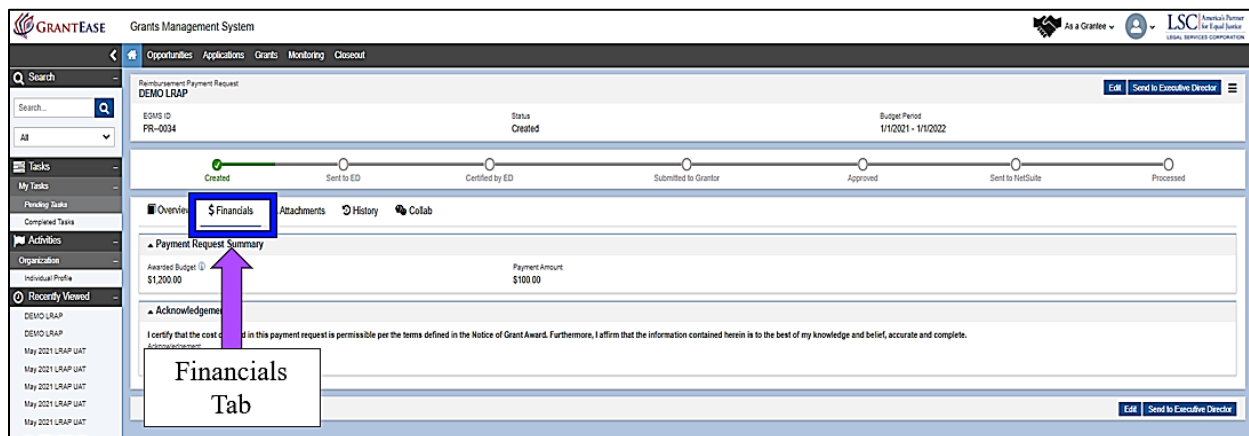 GRANTEASE Grants Management System As a Grantee LSC America's Partner for Equal Justice LEGAL SERVICES CORPORATION
Opportunities Applications Grants Monitoring Closeout
Search
Search...
All
Tasks
My Tasks
Pending Tasks
Completed Tasks
Activities
Organization
Individual Profile
Recently Viewed
DEMO LRAP
DEMO LRAP
May 2021 LRAP UAT
May 2021 LRAP UAT
May 2021 LRAP UAT
May 2021 LRAP UAT
May 2021 LRAP UAT
Reimbursement Payment Request
DEMO LRAP
Edit Send to Executive Director
EGMS ID Status Budget Period
PR--0034 Created 1/1/2021 - 1/1/2022
Created Sent to ED Certified by ED Submitted to Grantor Approved Sent to NetSuite Processed
Overview $ Financials Attachments History Collab
Payment Request Summary
Awarded Budget Payment Amount
$1,200.00 $100.00
Acknowledgement
I certify that the cost in this payment request is permissible per the terms defined in the Notice of Grant Award. Furthermore, I affirm that the information contained herein is to the best of my knowledge and belief, accurate and complete.
Acknowledgement
Financials
Tab
Edit Send to Executive Director